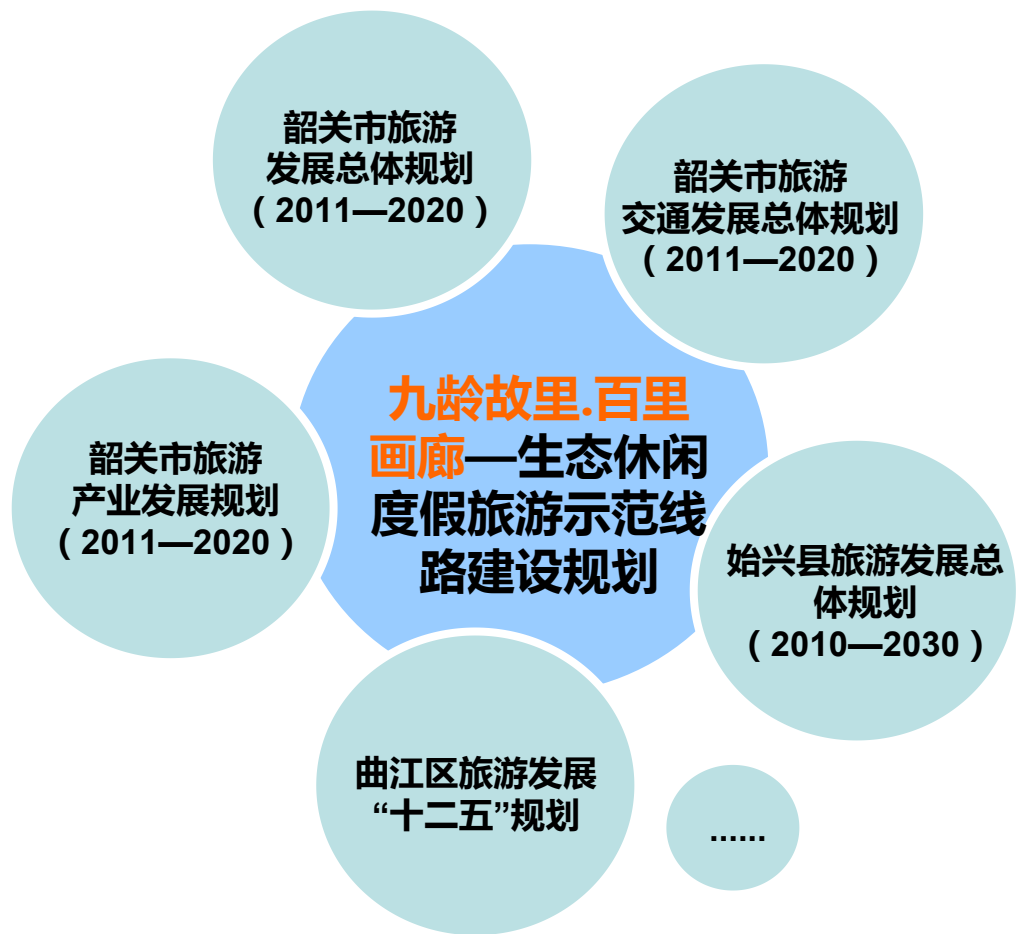 韶关市旅游
发展总体规划
（2011—2020）
韶关市旅游
交通发展总体规划
（2011—2020）
九龄故里.百里
画廊—生态休闲
度假旅游示范线
路建设规划
韶关市旅游
产业发展规划
（2011—2020）
始兴县旅游发展总
体规划
（2010—2030）
曲江区旅游发展
“十二五”规划
......